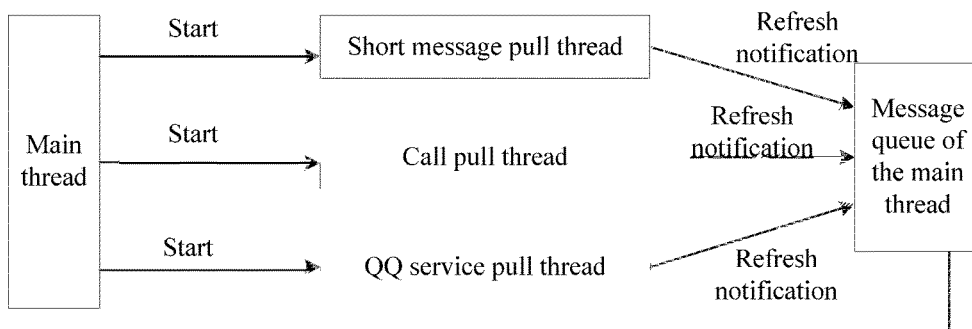 Start
Short message pull thread
Refresh
notification
Main
thread
Start
Call pull thread
Refresh
notification
Message
queue of
the main
thread
Start
QQ service pull thread
Refresh
notification